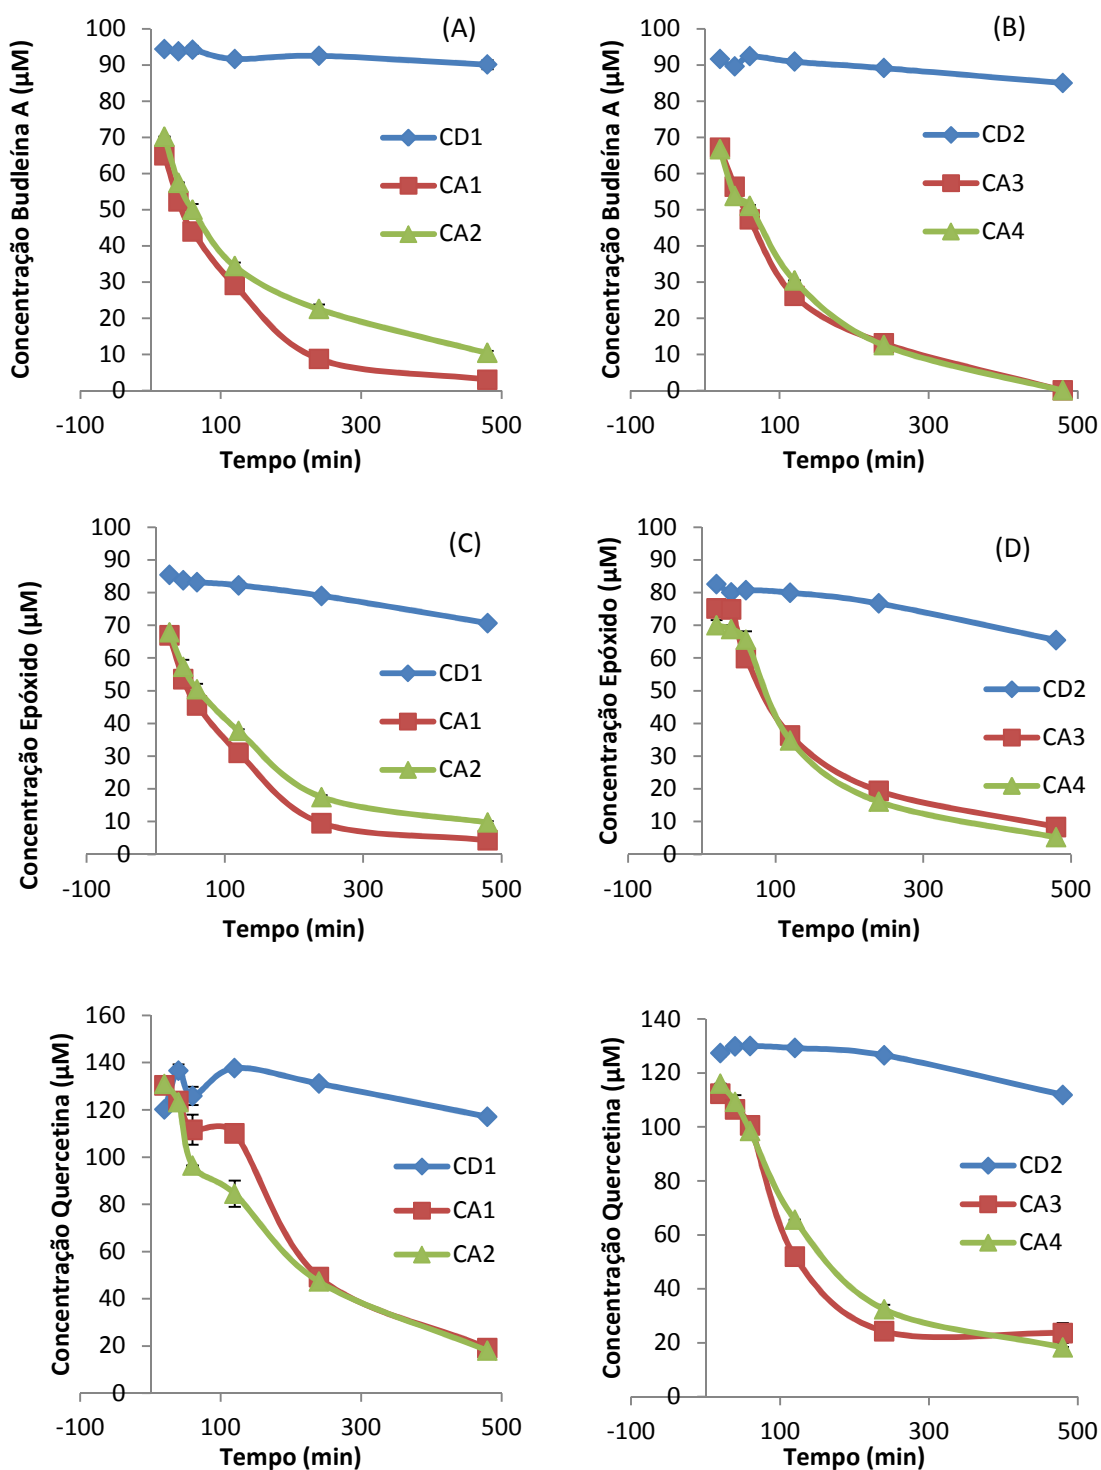 (A)
Concentração Budleína A (µM)
100
90
80
70
60
50
40
30
20
10
0
-100
100
300
500
Tempo (min)
CD1
CA1
CA2
(B)
Concentração Budleína A (µM)
100
90
80
70
60
50
40
30
20
10
0
-100
100
300
500
Tempo (min)
CD2
CA3
CA4
(C)
Concentração Epóxido (µM)
100
90
80
70
60
50
40
30
20
10
0
-100
100
300
500
Tempo (min)
CD1
CA1
CA2
(D)
Concentração Epóxido (µM)
100
90
80
70
60
50
40
30
20
10
0
-100
100
300
500
Tempo (min)
CD2
CA3
CA4
Concentração Quercetina (µM)
160
140
120
100
80
60
40
20
0
-100
100
300
500
Tempo (min)
CD1
CA1
CA2
Concentração Quercetina (µM)
140
120
100
80
60
40
20
0
-100
100
300
500
Tempo (min)
CD2
CA3
CA4